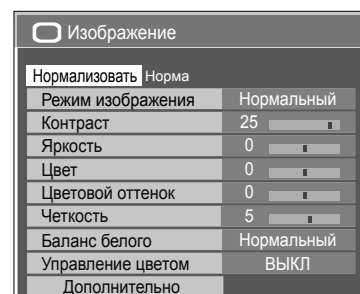 Изображение
Нормализовать Норма
Режим изображения Нормальный
Контраст 25
Яркость 0
Цвет 0
Цветовой оттенок 0
Четкость 5
Баланс белого Нормальный
Управление цветом ВЫКЛ
Дополнительно